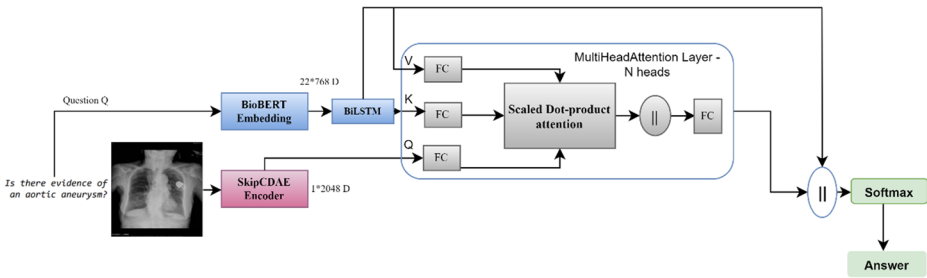 MultiHeadAttention Layer -
N heads
V
FC
22*768 D
Question Q
BioBERT
Embedding
BiLSTM
K
FC
Scaled Dot-product
attention
||
FC
Q
FC
Is there evidence of
an aortic aneurysm?
SkipCDAE
Encoder
1*2048 D
||
Softmax
Answer